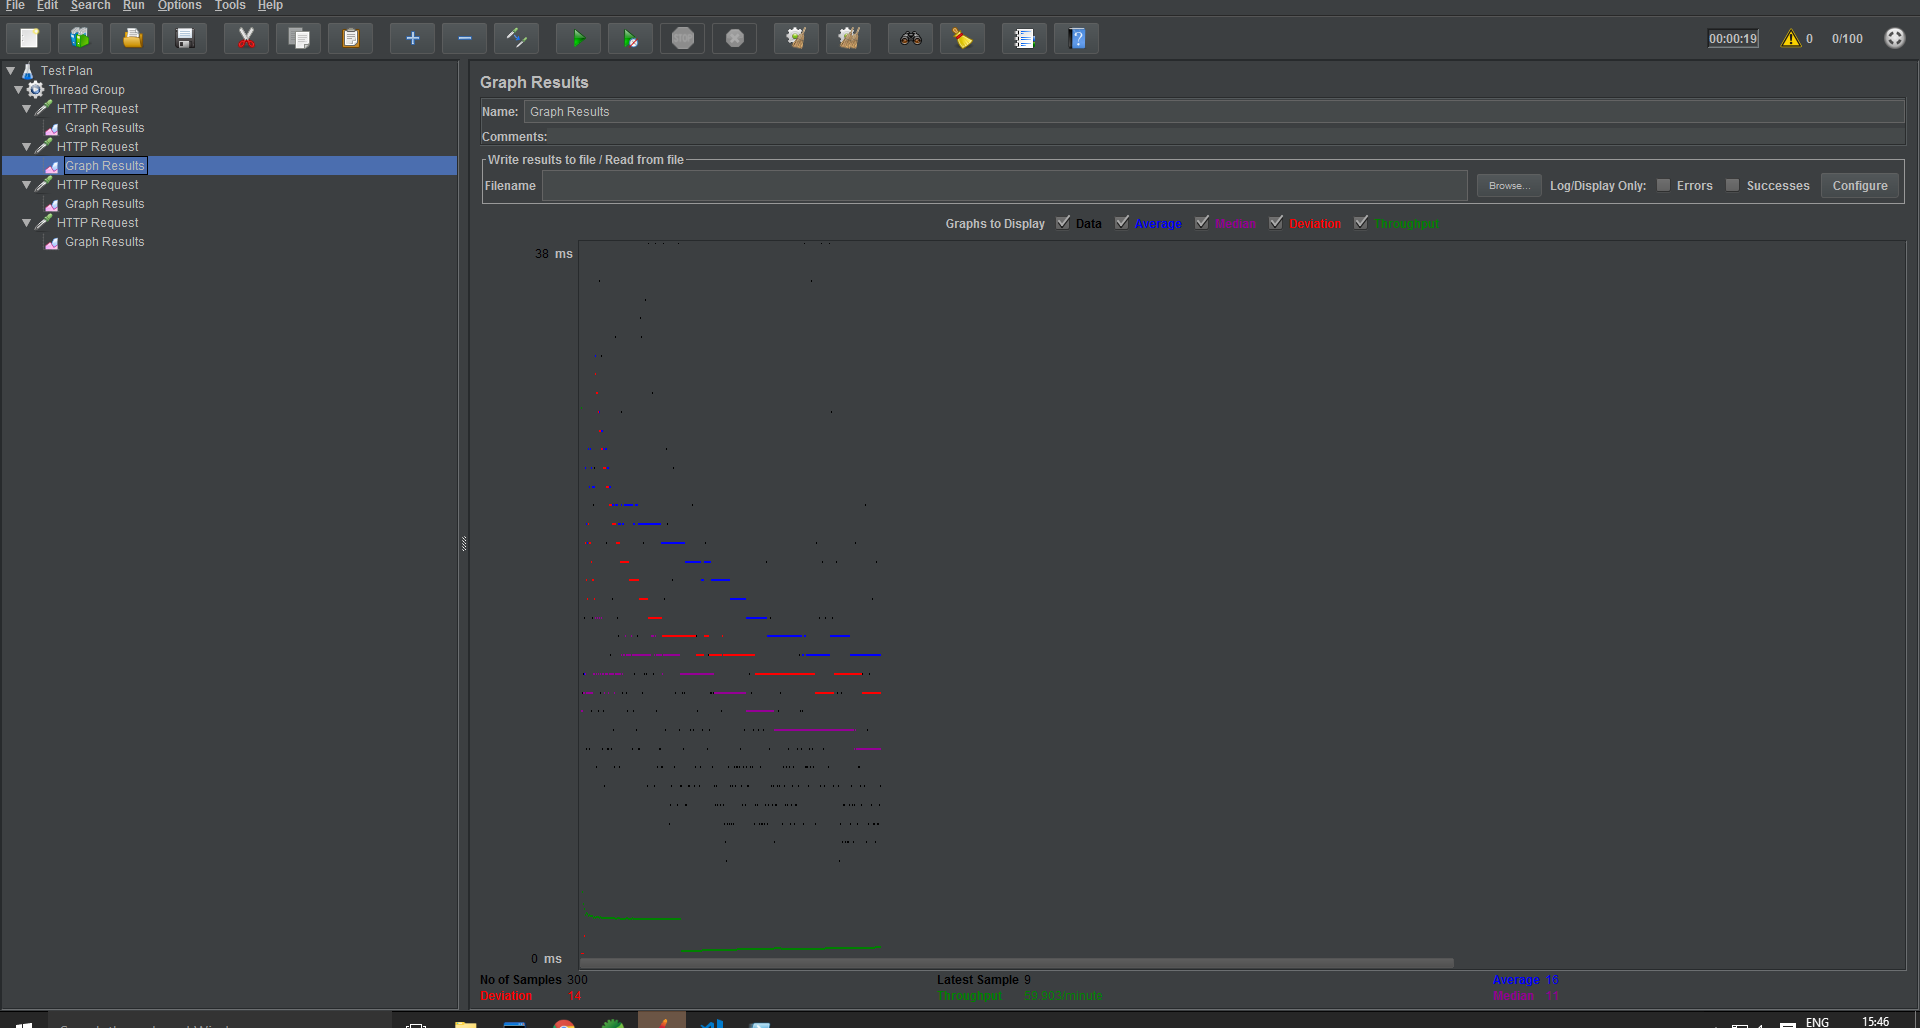 File Edit Search Run Options Tools Help
STOP
00:00:19 0 0/100
Test Plan
Thread Group
HTTP Request
Graph Results
HTTP Request
Graph Results
HTTP Request
Graph Results
HTTP Request
Graph Results
Graph Results
Name: Graph Results
Comments:
Write results to file / Read from file
Filename Browse... Log/Display Only: Errors Successes Configure
Graphs to Display Data Average Median Deviation Throughput
38 ms
0 ms
No of Samples 300 Latest Sample 9 Average 16
Deviation 14 Throughput 59.903/minute Median 11
ENG 15:46